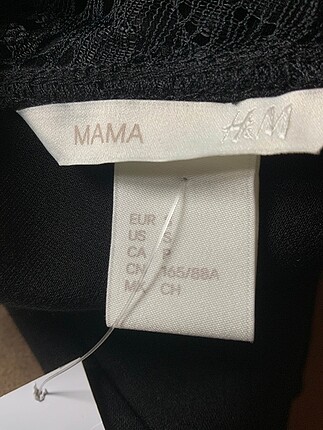 MAMA H&M
EUR S
US S
CA P
CN 165/88A
MX CH